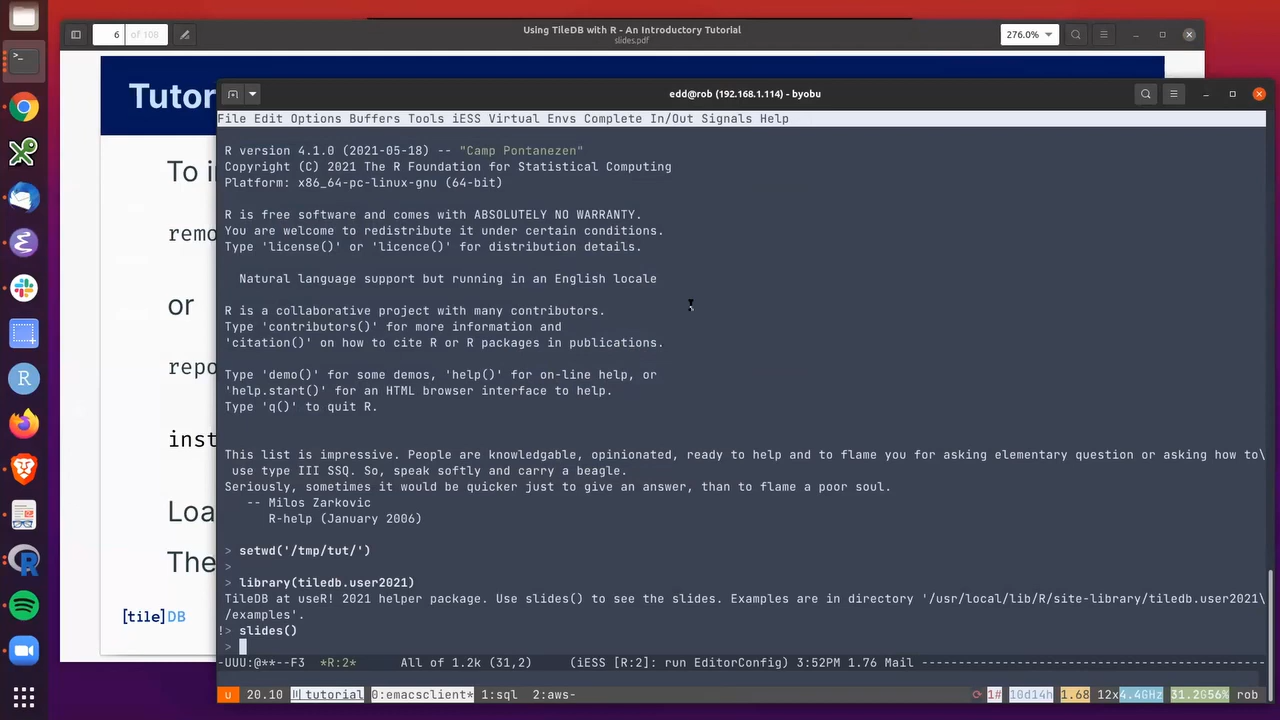 6 of 108
Using TileDB with R - An Introductory Tutorial
slides.pdf
276.0%
Tutor
To i
remo
or
repo
inst
Loa
The
[tile]DB
edd@rob (192.168.1.114) - byobu
File Edit Options Buffers Tools iESS Virtual Envs Complete In/Out Signals Help
R version 4.1.0 (2021-05-18) -- "Camp Pontanezen"
Copyright (C) 2021 The R Foundation for Statistical Computing
Platform: x86_64-pc-linux-gnu (64-bit)
R is free software and comes with ABSOLUTELY NO WARRANTY.
You are welcome to redistribute it under certain conditions.
Type 'license()' or 'licence()' for distribution details.
Natural language support but running in an English locale
R is a collaborative project with many contributors.
Type 'contributors()' for more information and
'citation()' on how to cite R or R packages in publications.
Type 'demo()' for some demos, 'help()' for on-line help, or
'help.start()' for an HTML browser interface to help.
Type 'q()' to quit R.
This list is impressive. People are knowledgable, opinionated, ready to help and to flame you for asking elementary question or asking how to\
use type III SSQ. So, speak softly and carry a beagle.
Seriously, sometimes it would be quicker just to give an answer, than to flame a poor soul.
-- Milos Zarkovic
R-help (January 2006)
> setwd('/tmp/tut/')
>
> library(tiledb.user2021)
TileDB at useR! 2021 helper package. Use slides() to see the slides. Examples are in directory '/usr/local/lib/R/site-library/tiledb.user2021\
/examples'.
!> slides()
>
-UUU:@**--F3 *R:2* All of 1.2k (31,2) (iESS [R:2]: run EditorConfig) 3:52PM 1.76 Mail ------------------------------------------
u 20.10 tutorial 0:emacsclient* 1:sql 2:aws- 1# 10d14h 1.68 12x4.4GHz 31.2G56% rob